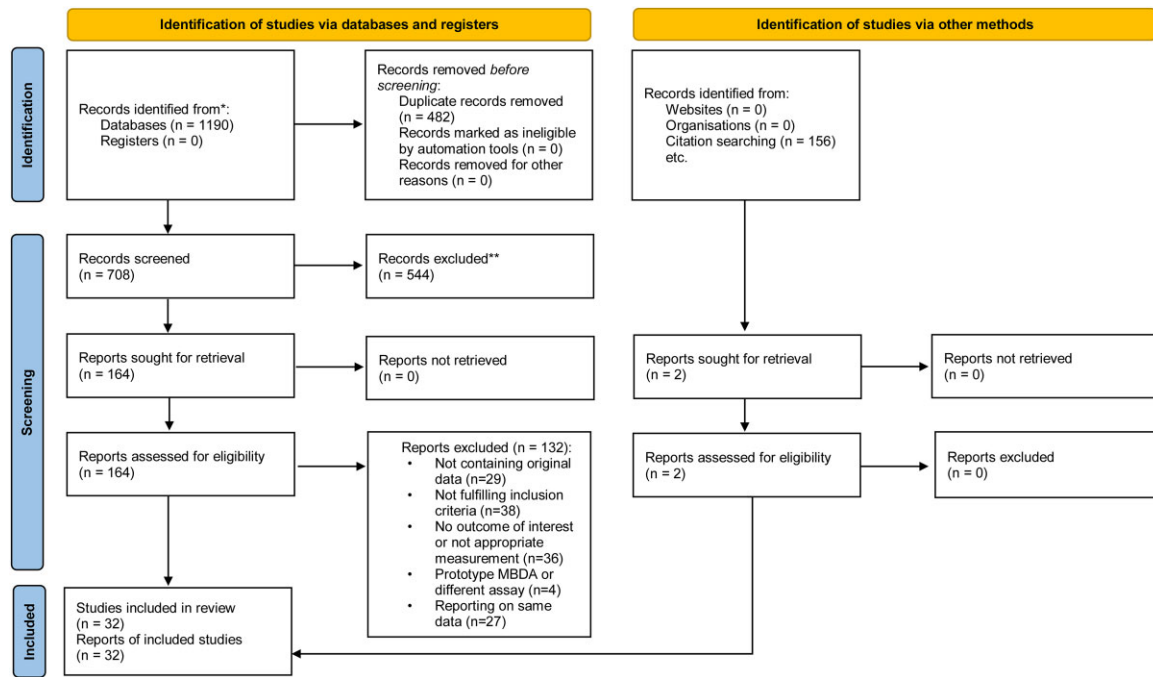 Identification of studies via databases and registers
Identification of studies via other methods
Identification
Records identified from*:
Databases (n = 1190)
Registers (n = 0)
Records removed before
screening:
Duplicate records removed
(n = 482)
Records marked as ineligible
by automation tools (n = 0)
Records removed for other
reasons (n = 0)
Records identified from:
Websites (n = 0)
Organisations (n = 0)
Citation searching (n = 156)
etc.
Screening
Records screened
(n = 708)
Records excluded**
(n = 544)
Reports sought for retrieval
(n = 164)
Reports not retrieved
(n = 0)
Reports sought for retrieval
(n = 2)
Reports not retrieved
(n = 0)
Reports assessed for eligibility
(n = 164)
Reports excluded (n = 132):
• Not containing original
data (n=29)
• Not fulfilling inclusion
criteria (n=38)
• No outcome of interest
or not appropriate
measurement (n=36)
• Prototype MBDA or
different assay (n=4)
• Reporting on same
data (n=27)
Reports assessed for eligibility
(n = 2)
Reports excluded
(n = 0)
Included
Studies included in review
(n = 32)
Reports of included studies
(n = 32)